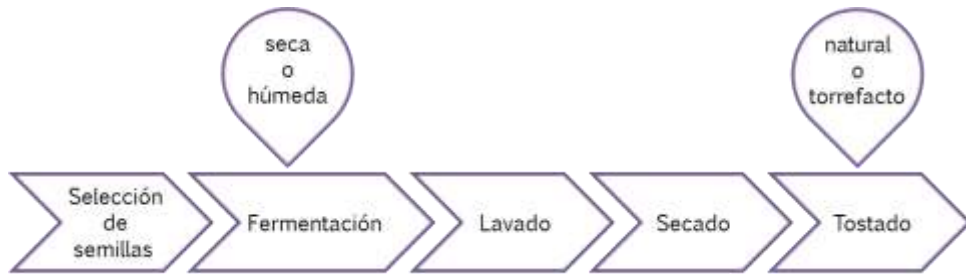 seca
o
húmeda
natural
o
torrefacto
Selección
de
semillas
Fermentación
Lavado
Secado
Tostado